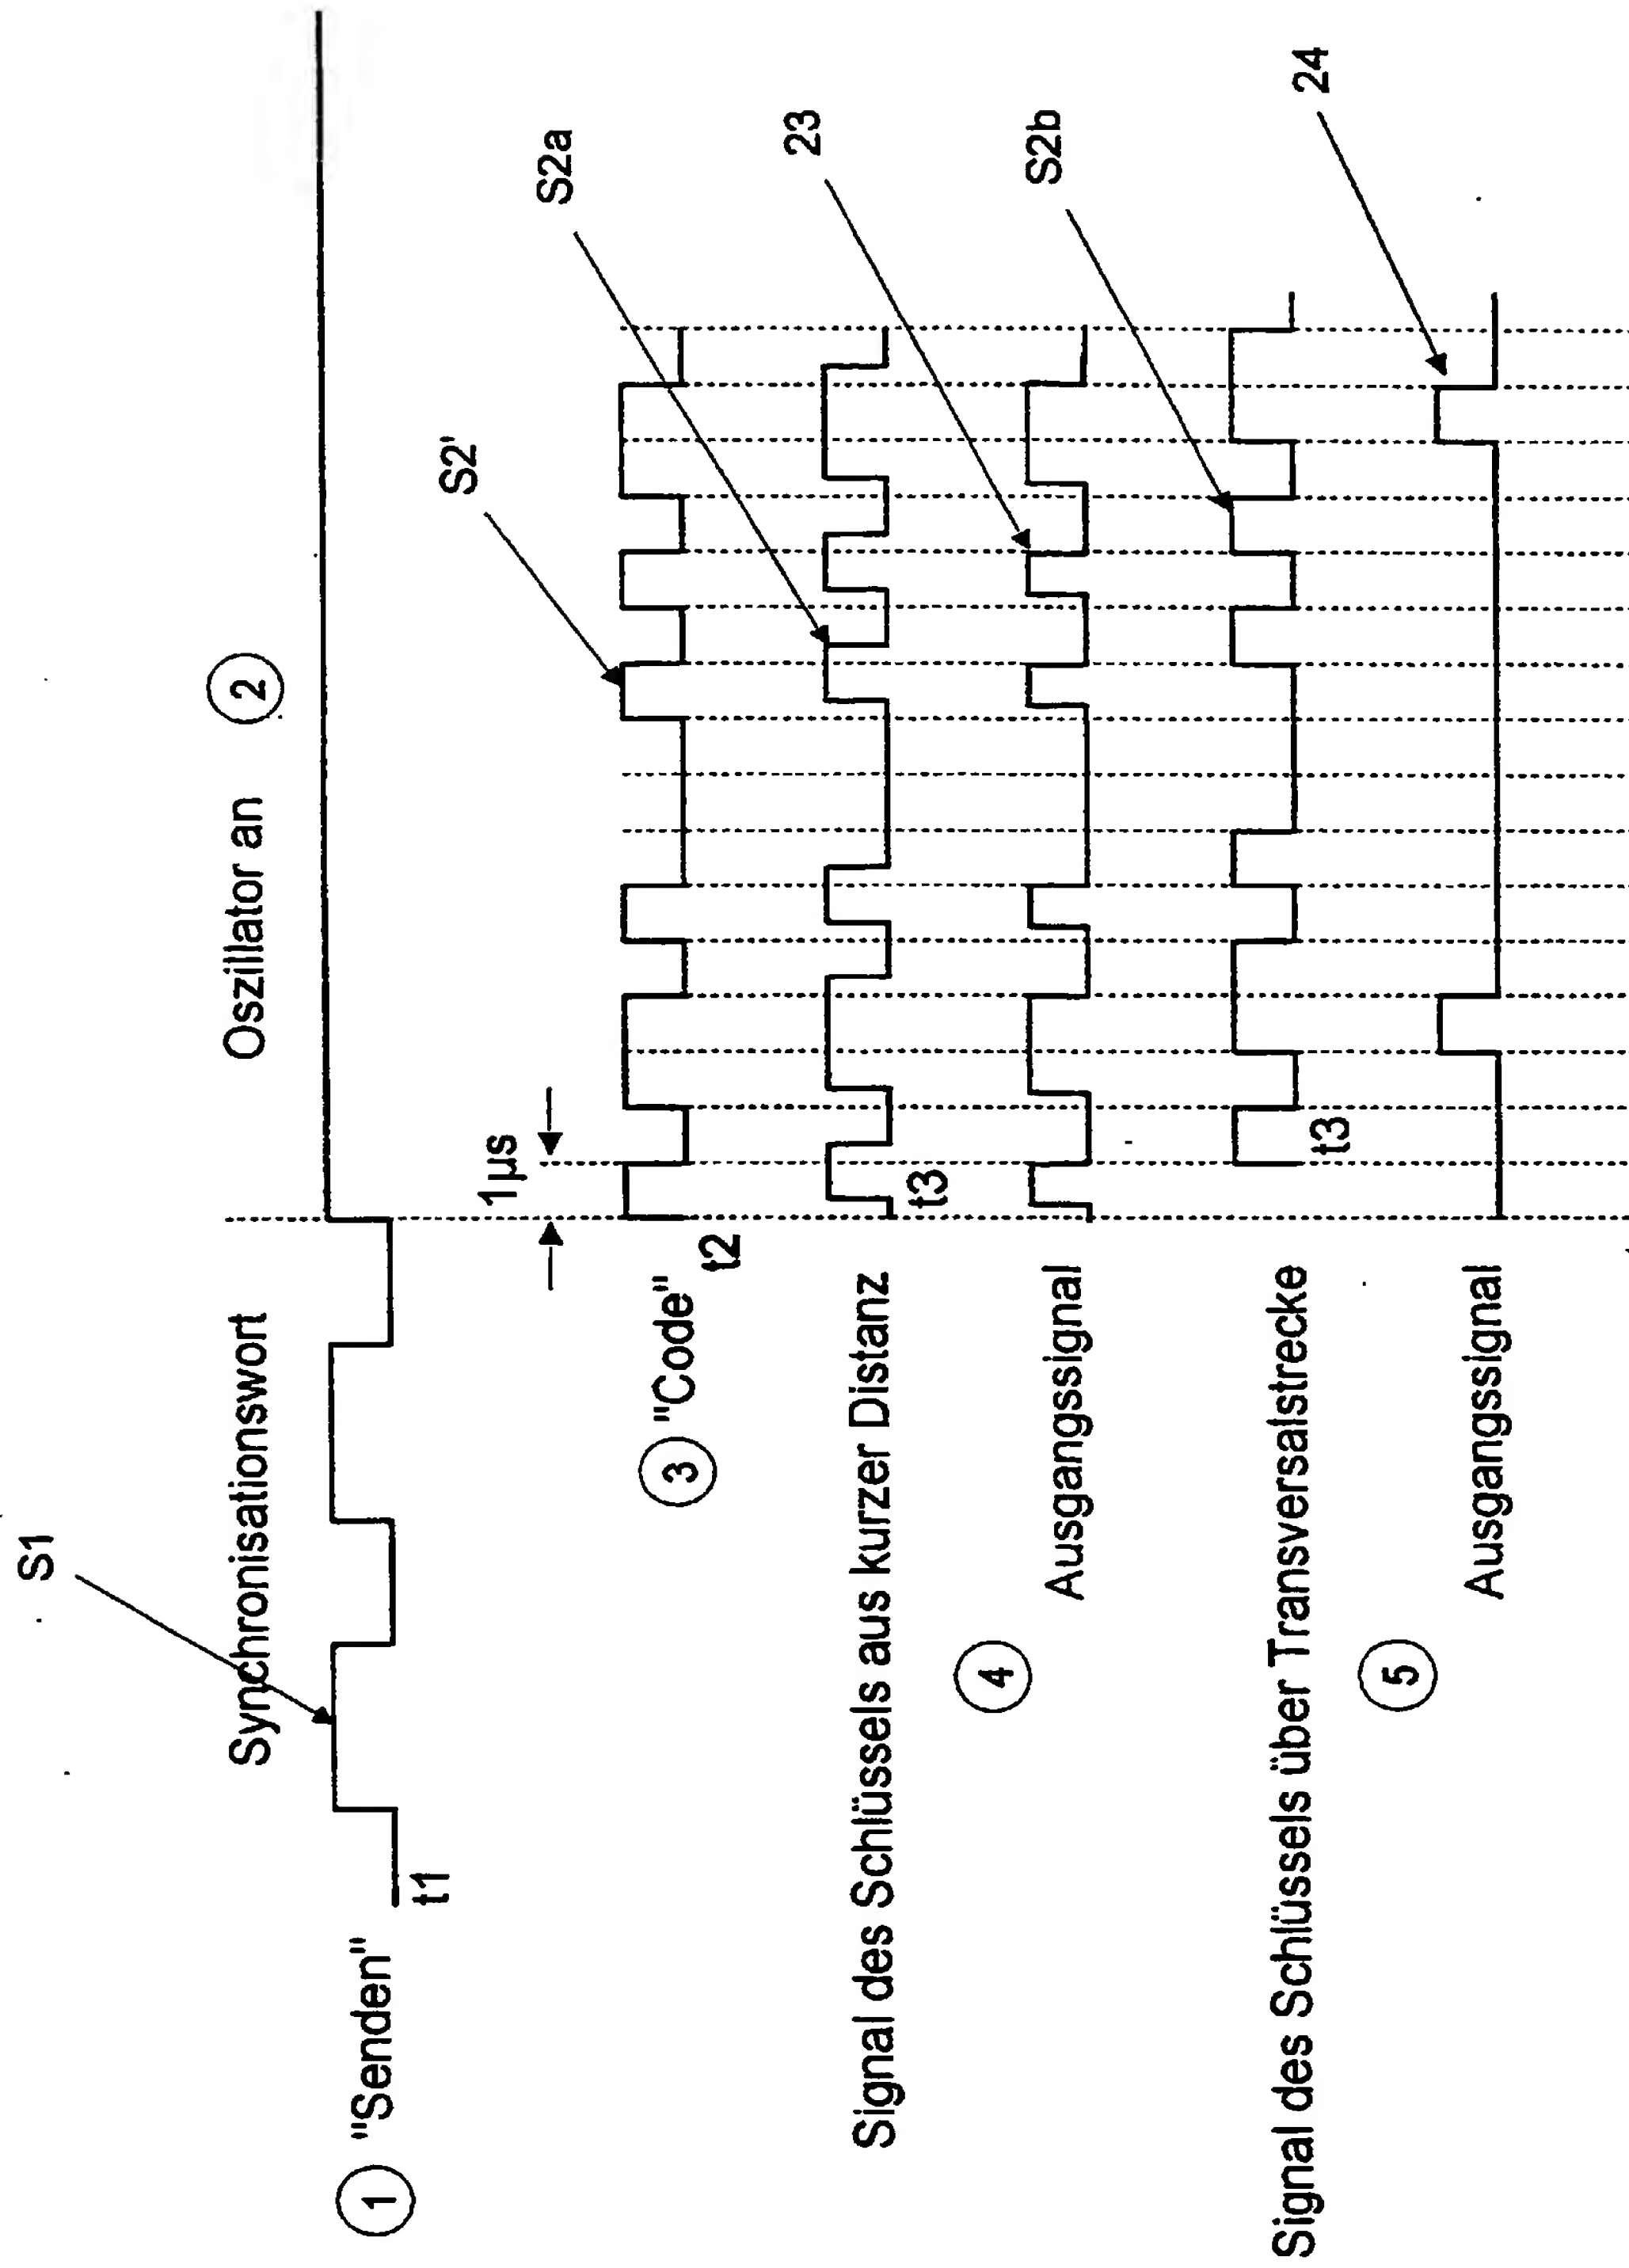 S1
Synchronisationswort
Oszillator an
2
1
"Senden"
t1
1µs
S2'
3
"Code"
t2
S2a
Signal des Schlüssels aus kurzer Distanz
t3
23
4
Ausgangssignal
S2b
Signal des Schlüssels über Transversalstrecke
t3
24
5
Ausgangssignal